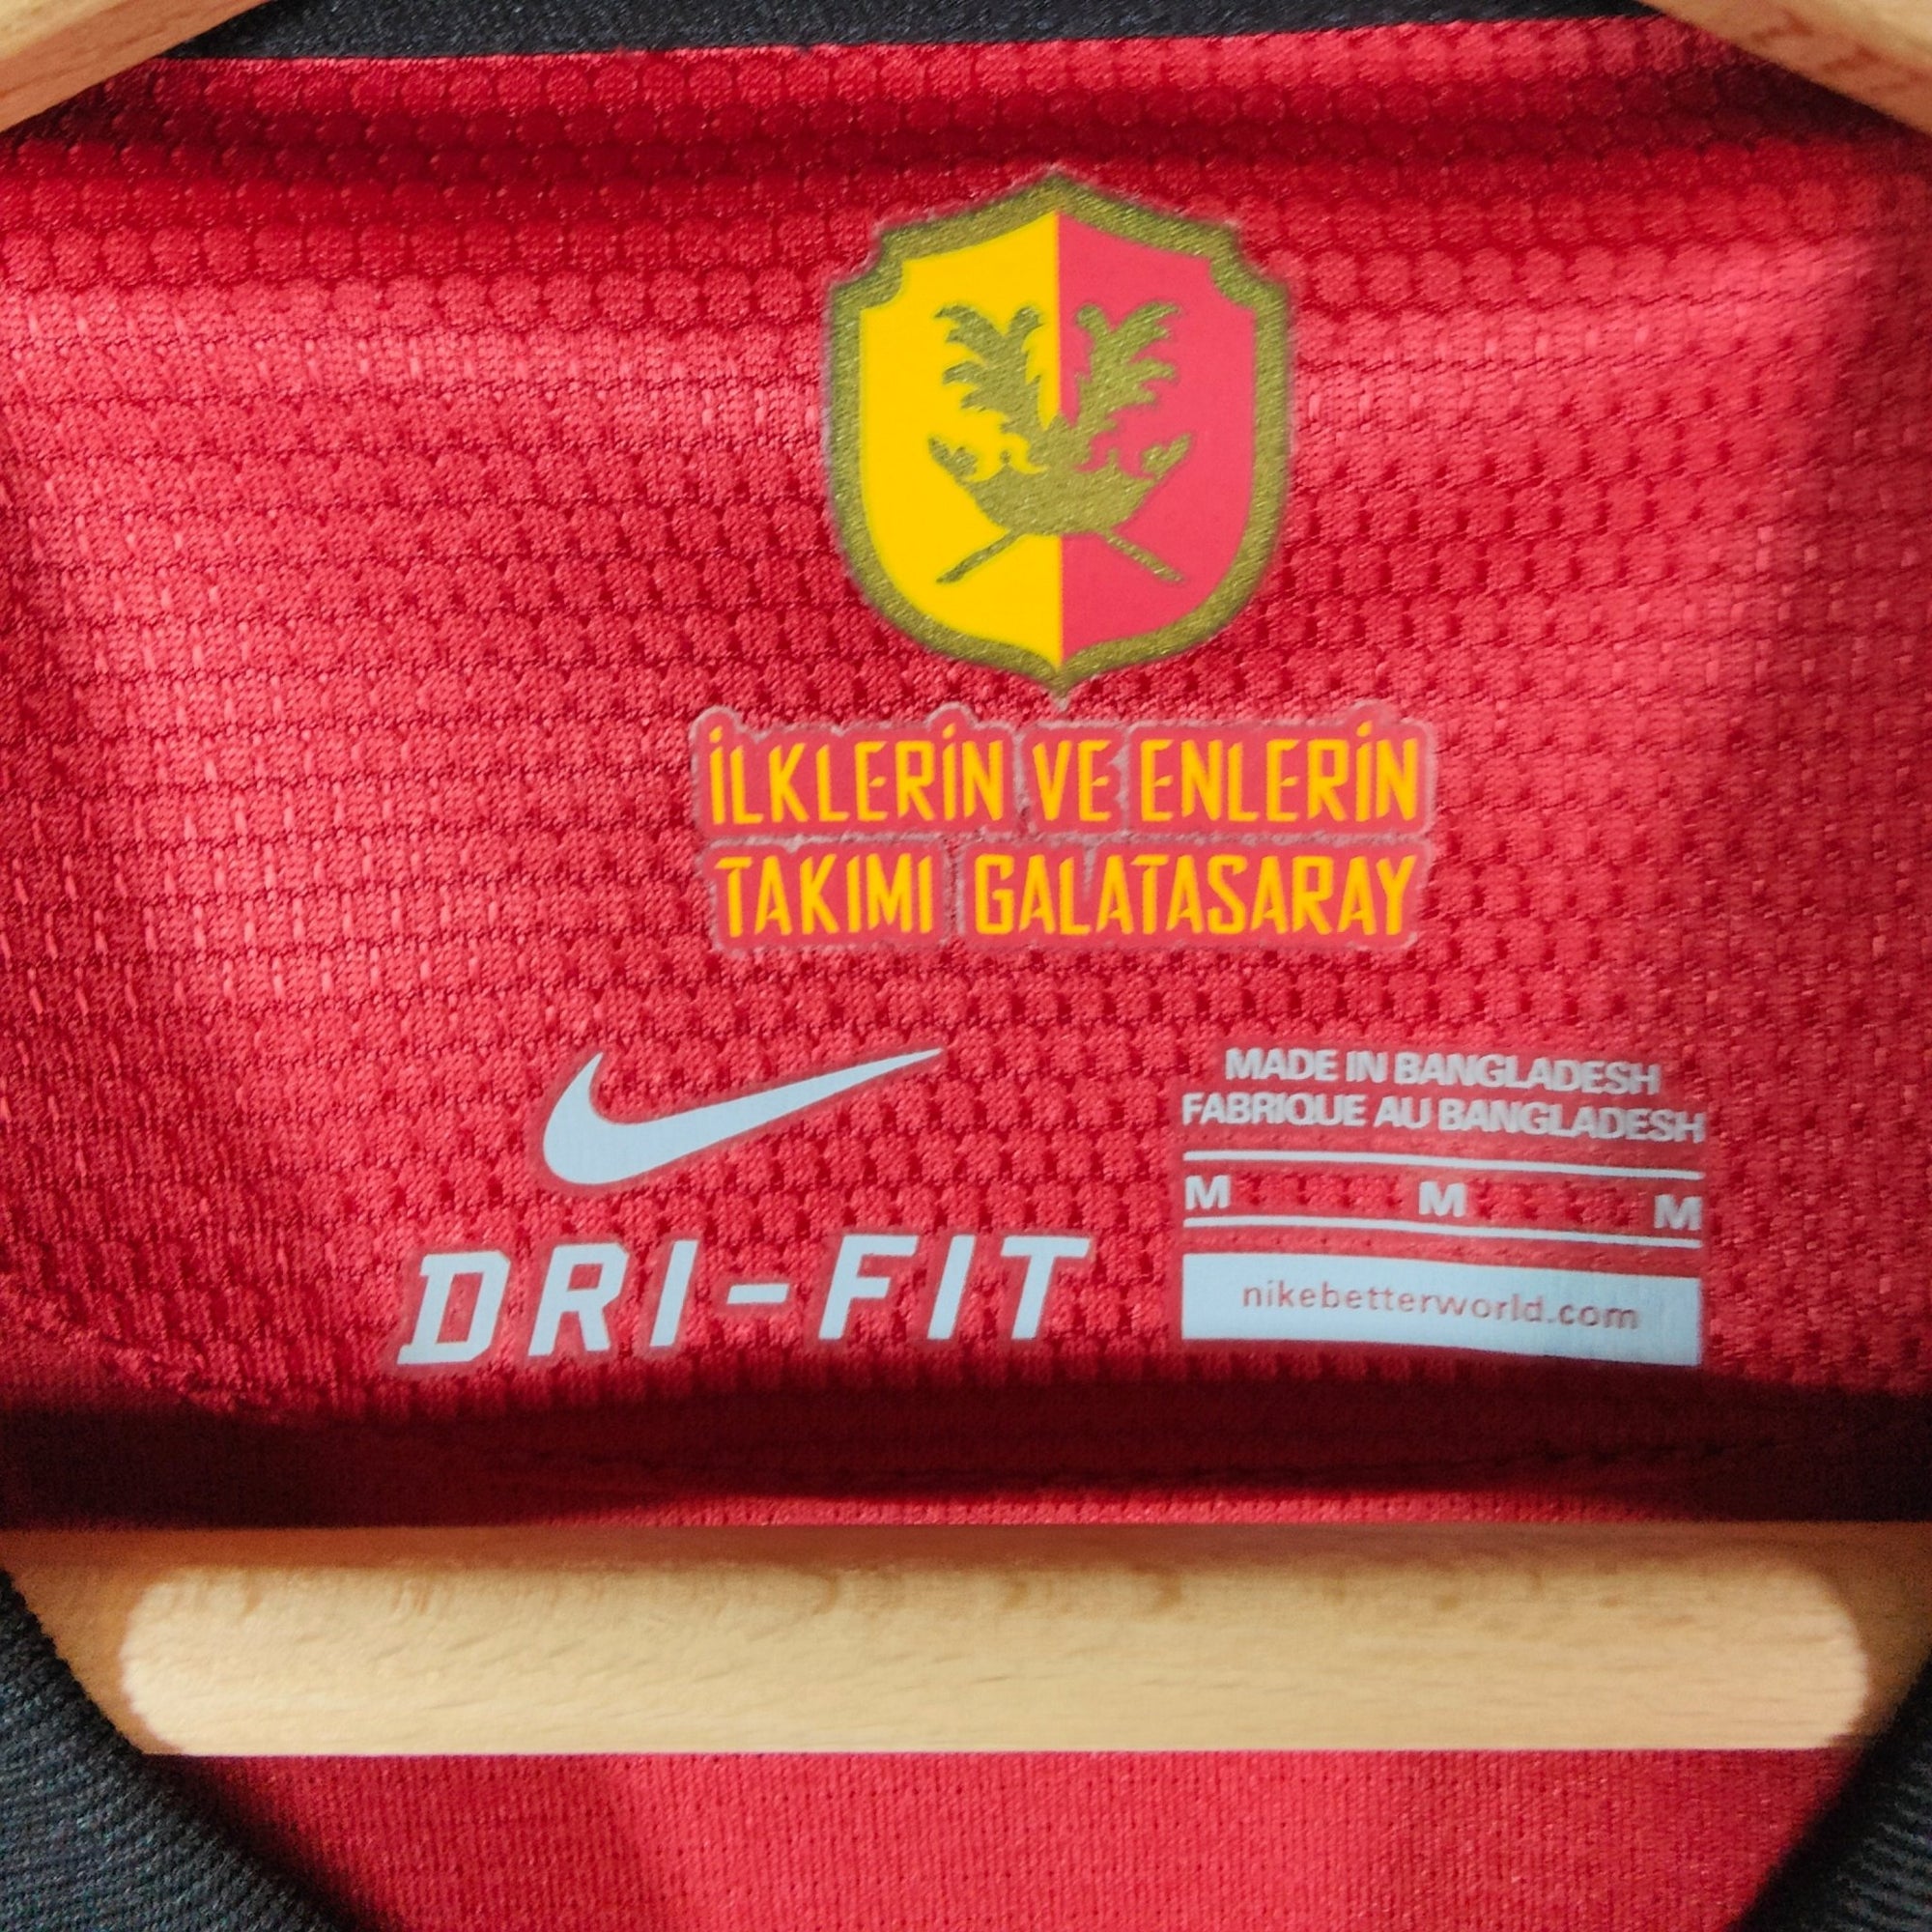 İLKLERİN VE ENLERİN
TAKIMI GALATASARAY
DRI-FIT
MADE IN BANGLADESH
FABRIQUE AU BANGLADESH
M M M
nikebetterworld.com